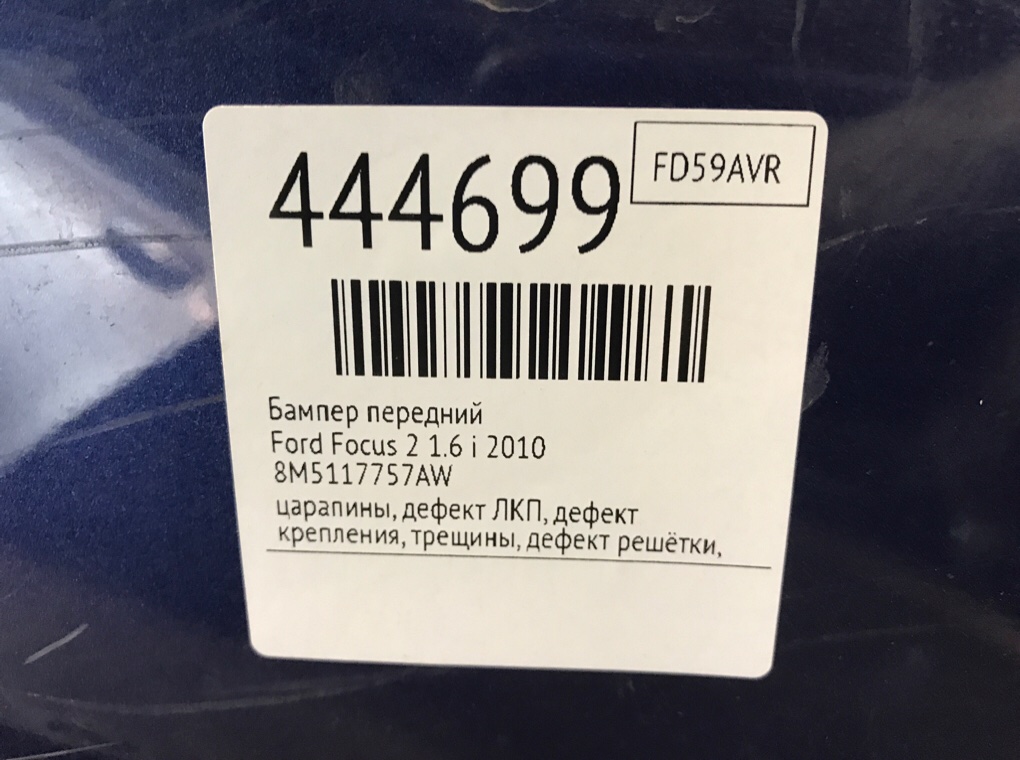 444699
FD59AVR
Бампер передний
Ford Focus 2 1.6 i 2010
8M5117757AW
царапины, дефект ЛКП, дефект
крепления, трещины, дефект решётки,